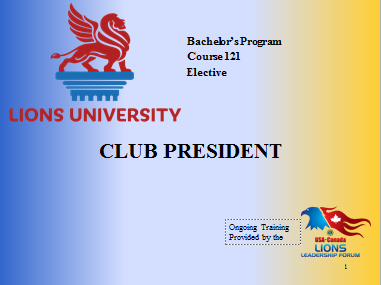 Bachelor's Program
Course 121
Elective
LIONS UNIVERSITY
CLUB PRESIDENT
Ongoing Training
Provided by the
USA-Canada
LIONS
LEADERSHIP FORUM
1